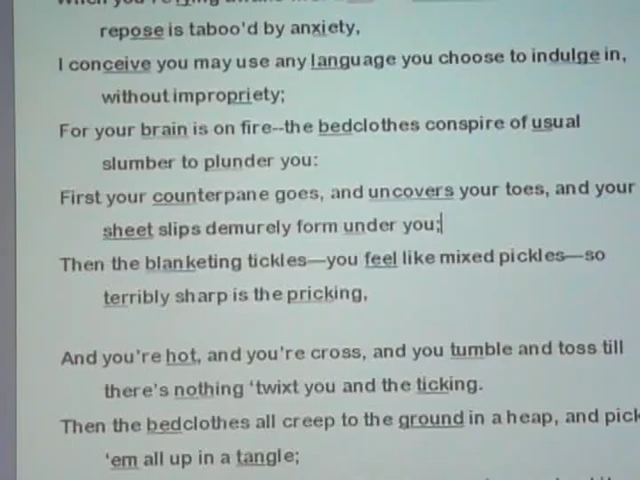 repose is taboo'd by anxiety,
I conceive you may use any language you choose to indulge in,
without impropriety;
For your brain is on fire--the bedclothes conspire of usual
slumber to plunder you:
First your counterpane goes, and uncovers your toes, and your
sheet slips demurely form under you;
Then the blanketing tickles—you feel like mixed pickles—so
terribly sharp is the pricking,
And you're hot, and you're cross, and you tumble and toss till
there's nothing ‘twixt you and the ticking.
Then the bedclothes all creep to the ground in a heap, and pick
‘em all up in a tangle;